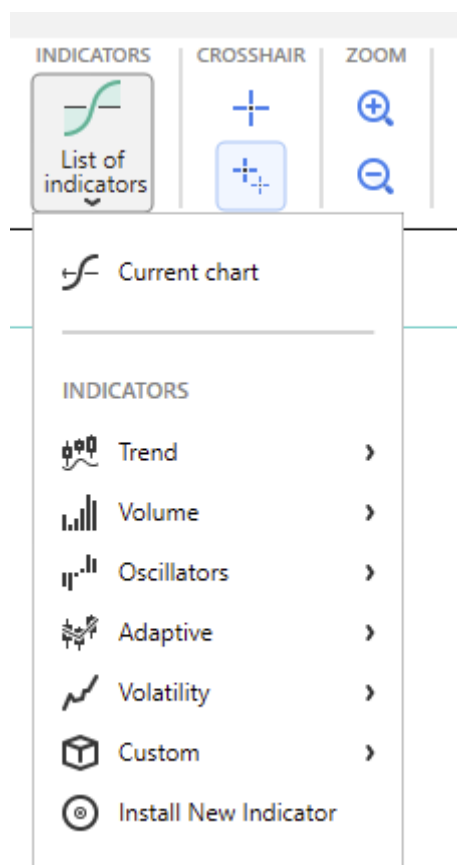 INDICATORS
CROSSHAIR
ZOOM
List of
indicators
Current chart
INDICATORS
Trend
Volume
Oscillators
Adaptive
Volatility
Custom
Install New Indicator